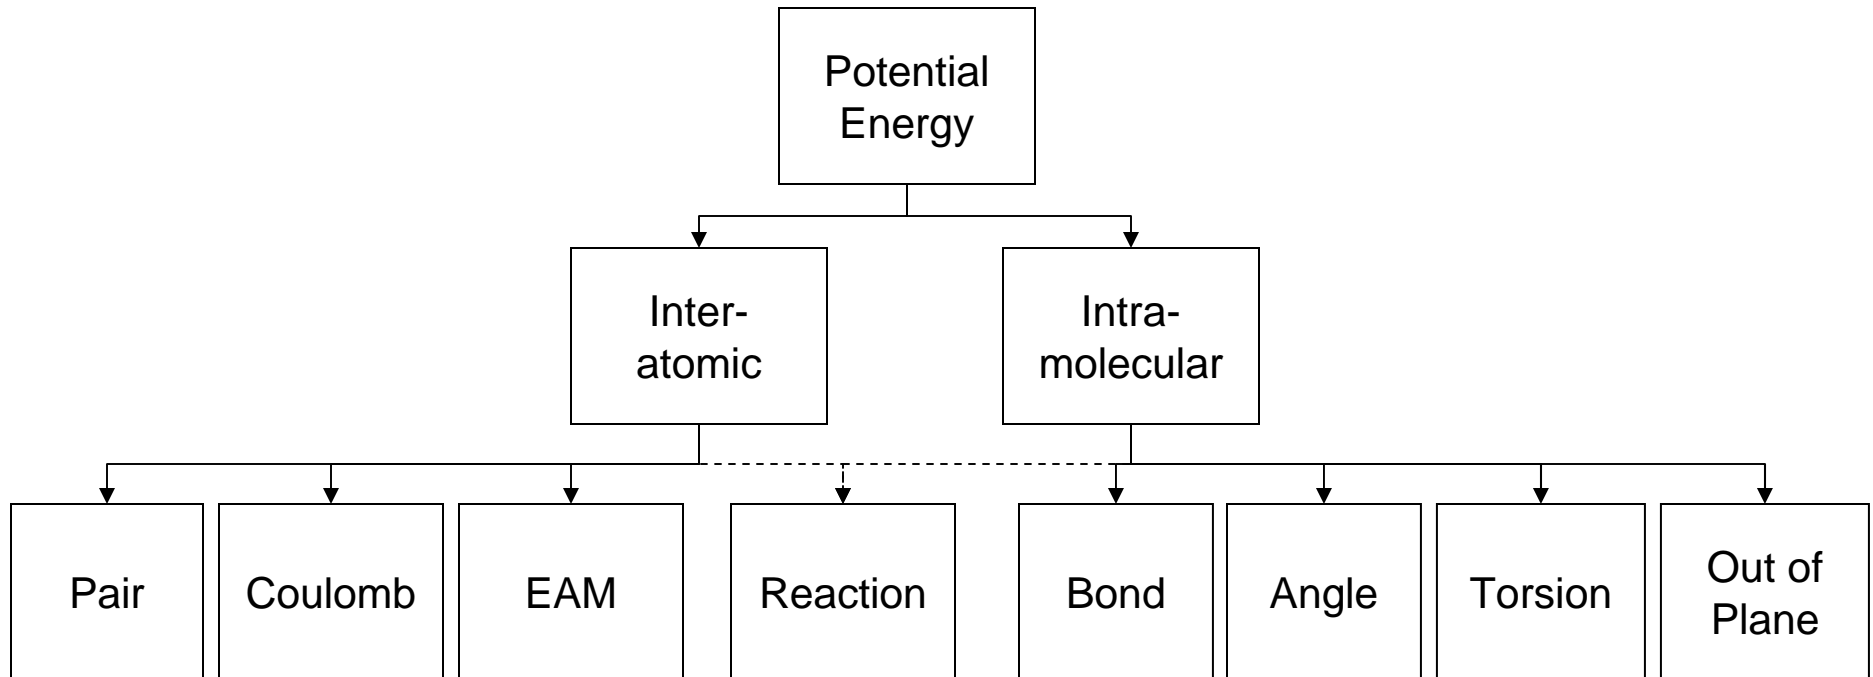 Potential
Energy
Inter-
atomic
Intra-
molecular
Pair
Coulomb
EAM
Reaction
Bond
Angle
Torsion
Out of
Plane